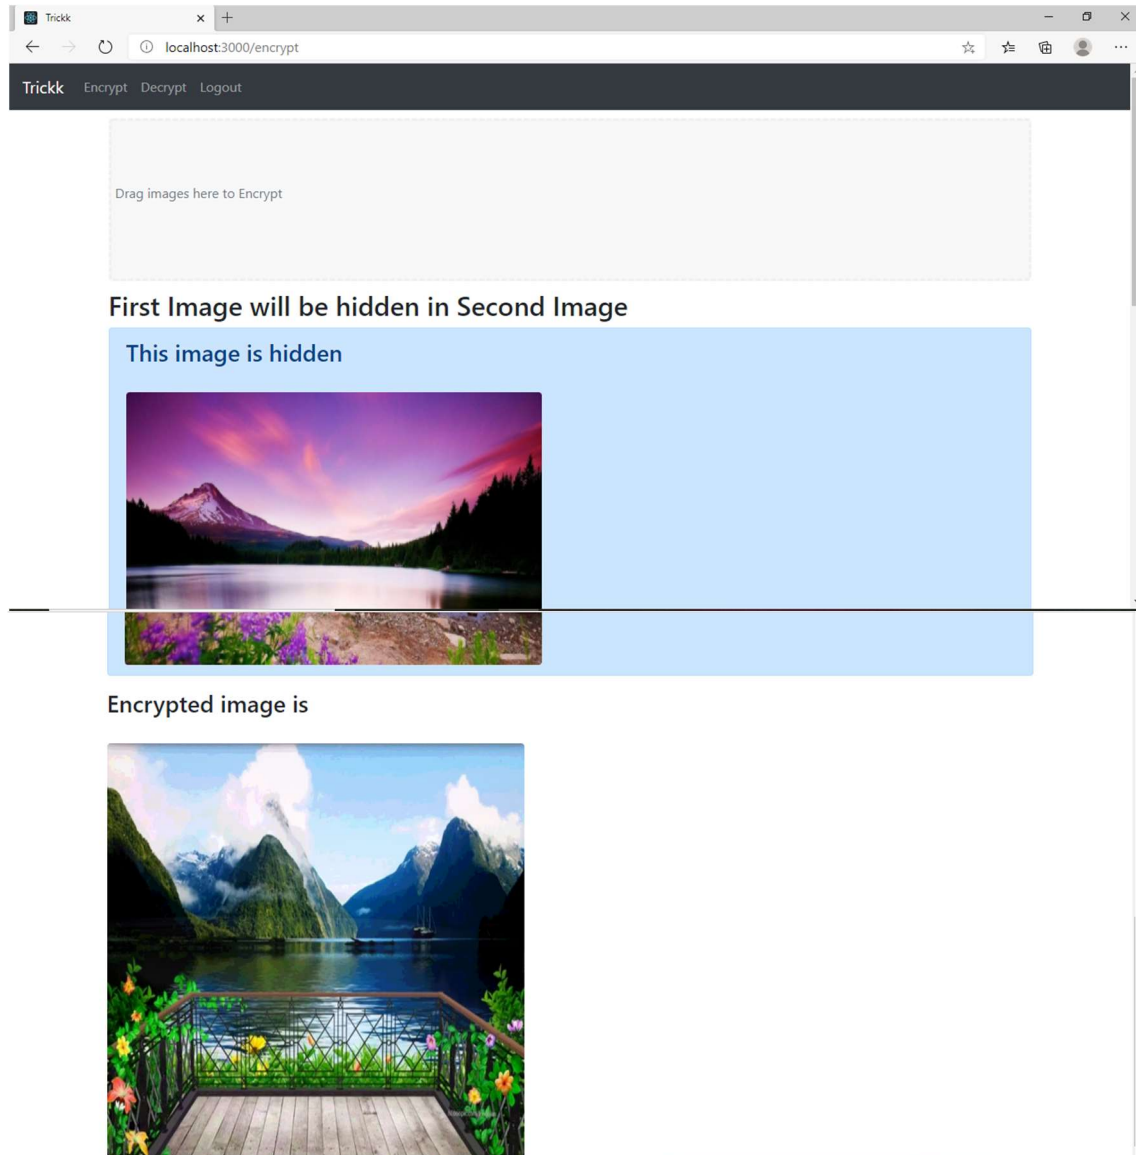 Trickk
localhost:3000/encrypt
Trickk Encrypt Decrypt Logout
Drag images here to Encrypt
First Image will be hidden in Second Image
This image is hidden
Encrypted image is